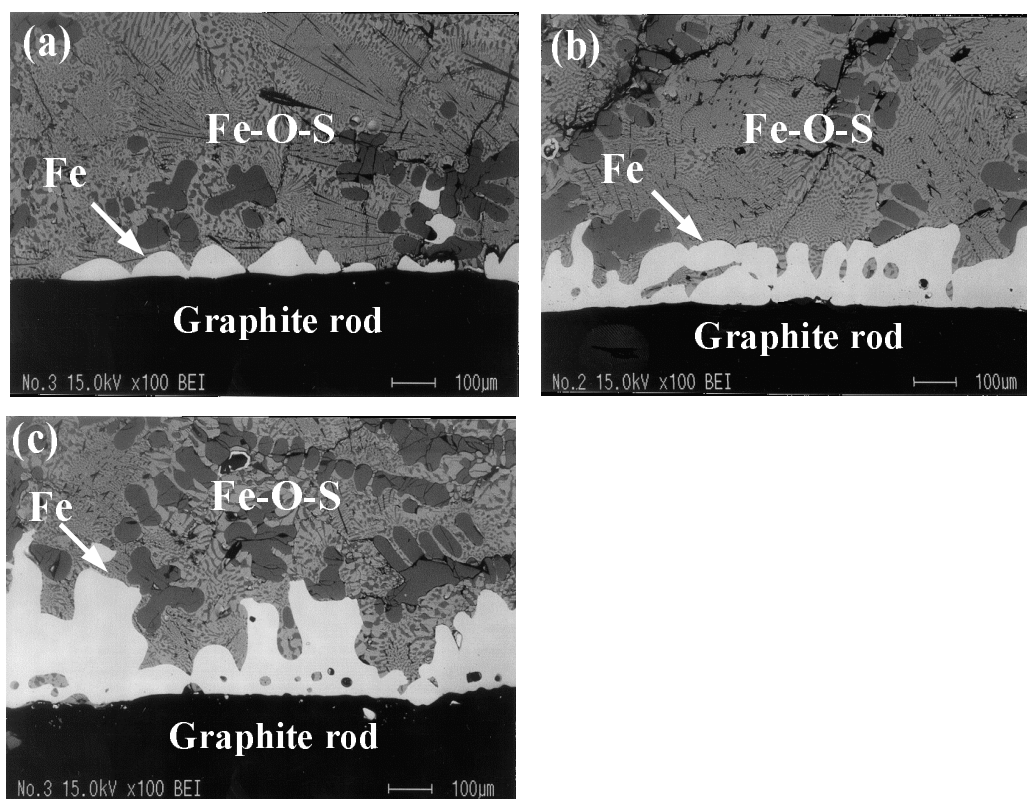 (a)
Fe-O-S
Fe
Graphite rod
No.3 15.0kV x100 BEI 100µm
(b)
Fe-O-S
Fe
Graphite rod
No.2 15.0kV x100 BEI 100µm
(c)
Fe-O-S
Fe
Graphite rod
No.3 15.0kV x100 BEI 100µm